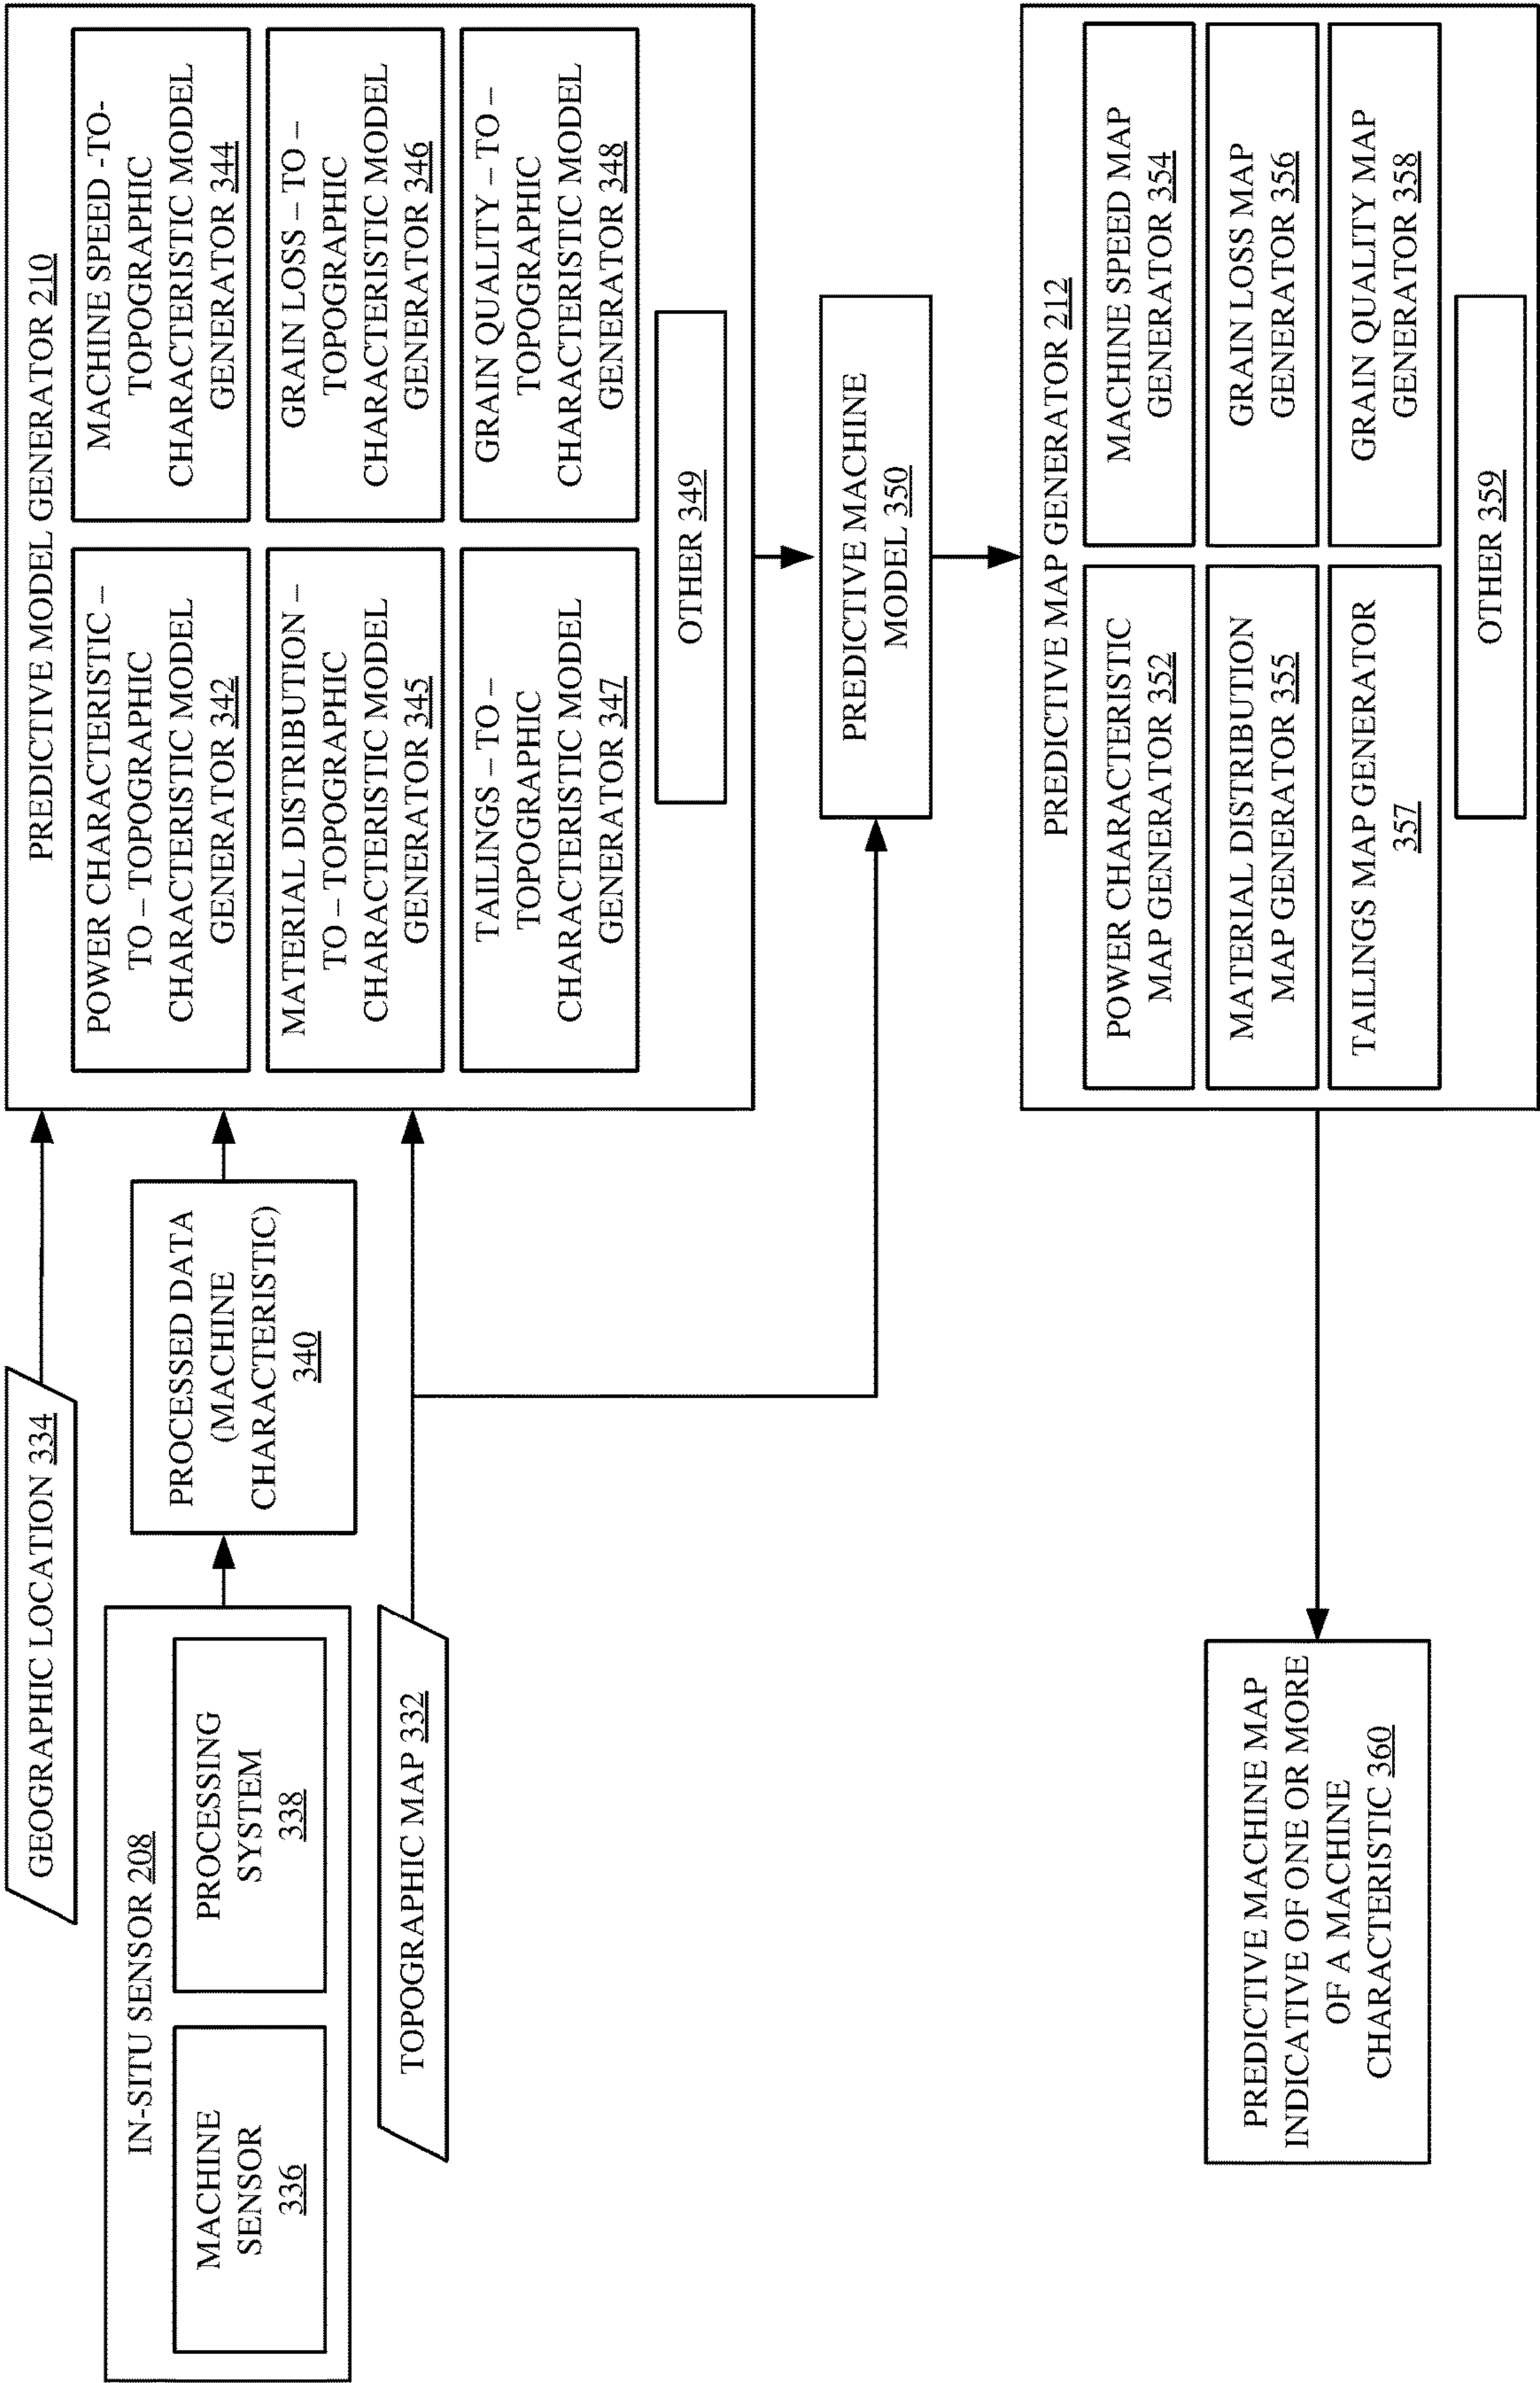 GEOGRAPHIC LOCATION 334
IN-SITU SENSOR 208
MACHINE
SENSOR
336
PROCESSING
SYSTEM
338
TOPOGRAPHIC MAP 332
PROCESSED DATA
(MACHINE
CHARACTERISTIC)
340
PREDICTIVE MODEL GENERATOR 210
POWER CHARACTERISTIC –
TO – TOPOGRAPHIC
CHARACTERISTIC MODEL
GENERATOR 342
MACHINE SPEED -TO-
TOPOGRAPHIC
CHARACTERISTIC MODEL
GENERATOR 344
MATERIAL DISTRIBUTION –
TO – TOPOGRAPHIC
CHARACTERISTIC MODEL
GENERATOR 345
GRAIN LOSS – TO –
TOPOGRAPHIC
CHARACTERISTIC MODEL
GENERATOR 346
TAILINGS – TO –
TOPOGRAPHIC
CHARACTERISTIC MODEL
GENERATOR 347
GRAIN QUALITY – TO –
TOPOGRAPHIC
CHARACTERISTIC MODEL
GENERATOR 348
OTHER 349
PREDICTIVE MACHINE
MODEL 350
PREDICTIVE MAP GENERATOR 212
POWER CHARACTERISTIC
MAP GENERATOR 352
MACHINE SPEED MAP
GENERATOR 354
MATERIAL DISTRIBUTION
MAP GENERATOR 355
GRAIN LOSS MAP
GENERATOR 356
TAILINGS MAP GENERATOR
357
GRAIN QUALITY MAP
GENERATOR 358
OTHER 359
PREDICTIVE MACHINE MAP
INDICATIVE OF ONE OR MORE
OF A MACHINE
CHARACTERISTIC 360